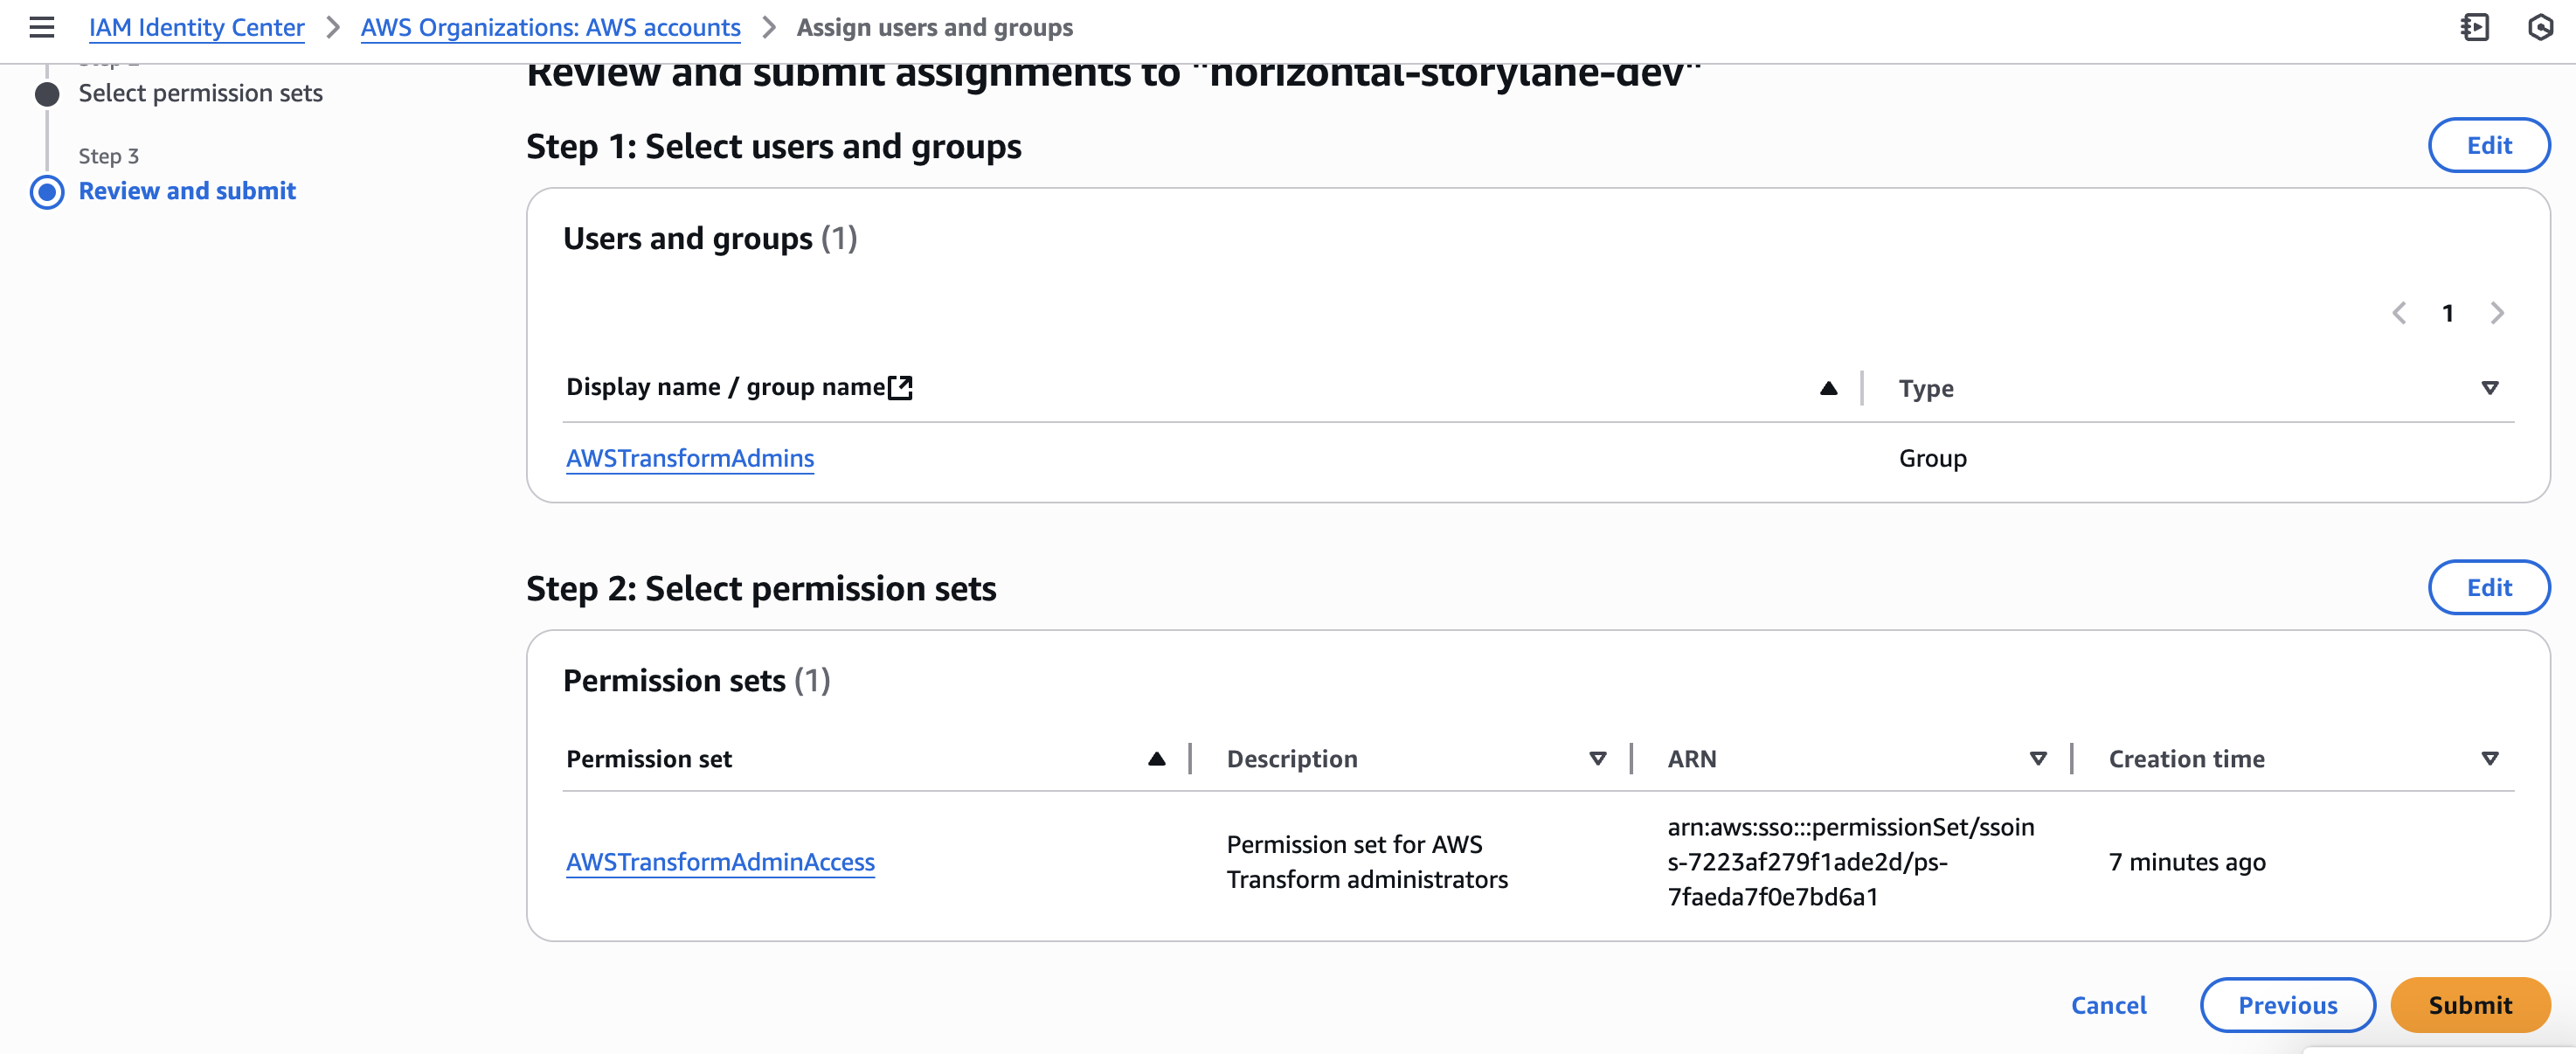 IAM Identity Center > AWS Organizations: AWS accounts > Assign users and groups
Step 2
Select permission sets
Step 3
Review and submit
Review and submit assignments to "horizontal-storylane-dev"
Step 1: Select users and groups
Edit
Users and groups (1)
1
Display name / group name
Type
AWSTransformAdmins
Group
Step 2: Select permission sets
Edit
Permission sets (1)
Permission set
Description
ARN
Creation time
AWSTransformAdminAccess
Permission set for AWS
Transform administrators
arn:aws:sso:::permissionSet/ssoin
s-7223af279f1ade2d/ps-
7faeda7f0e7bd6a1
7 minutes ago
Cancel
Previous
Submit